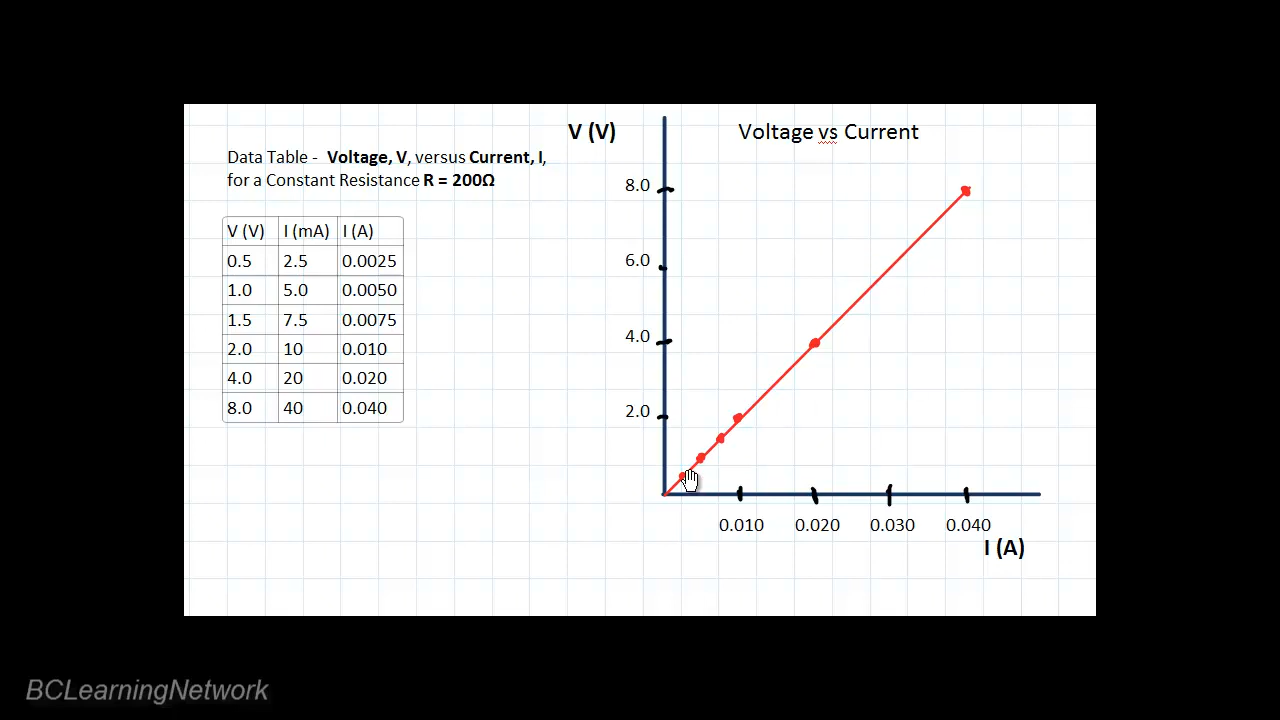 V (V)
Voltage vs Current
Data Table - Voltage, V, versus Current, I,
for a Constant Resistance R = 200Ω
V (V) I (mA) I (A)
0.5 2.5 0.0025
1.0 5.0 0.0050
1.5 7.5 0.0075
2.0 10 0.010
4.0 20 0.020
8.0 40 0.040
8.0
6.0
4.0
2.0
0.010 0.020 0.030 0.040
I (A)
BCLearningNetwork